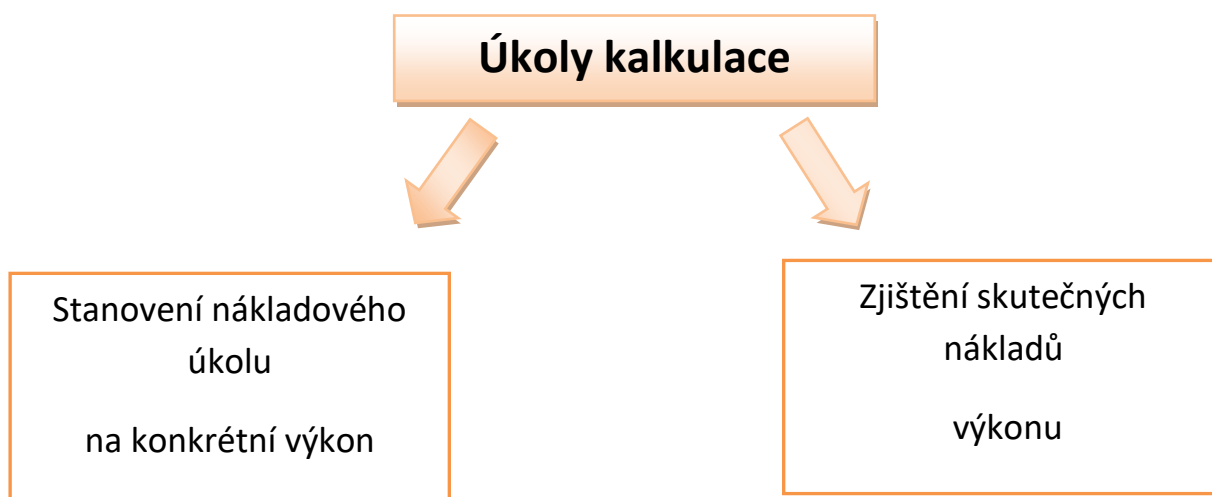 Úkoly kalkulace
Stanovení nákladového
úkolu
na konkrétní výkon
Zjištění skutečných
nákladů
výkonu